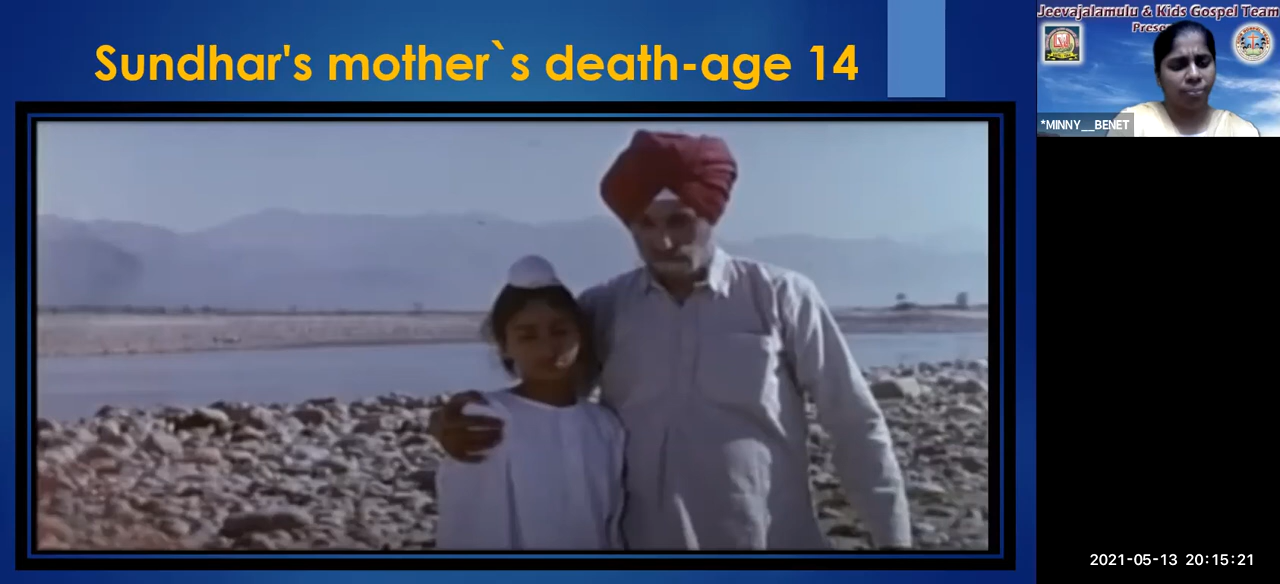 Sundhar's mother`s death-age 14
Jeevajalamulu & Kids Gospel Team
*MINNY__BENET
2021-05-13 20:15:21